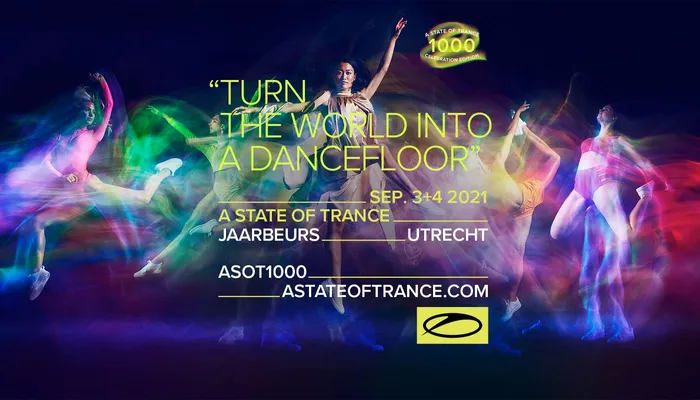 A STATE OF TRANCE
1000
CELEBRATION EDITION
“TURN
THE WORLD INTO
A DANCEFLOOR”
SEP. 3+4 2021
A STATE OF TRANCE
JAARBEURS UTRECHT
ASOT1000
ASTATEOFTRANCE.COM